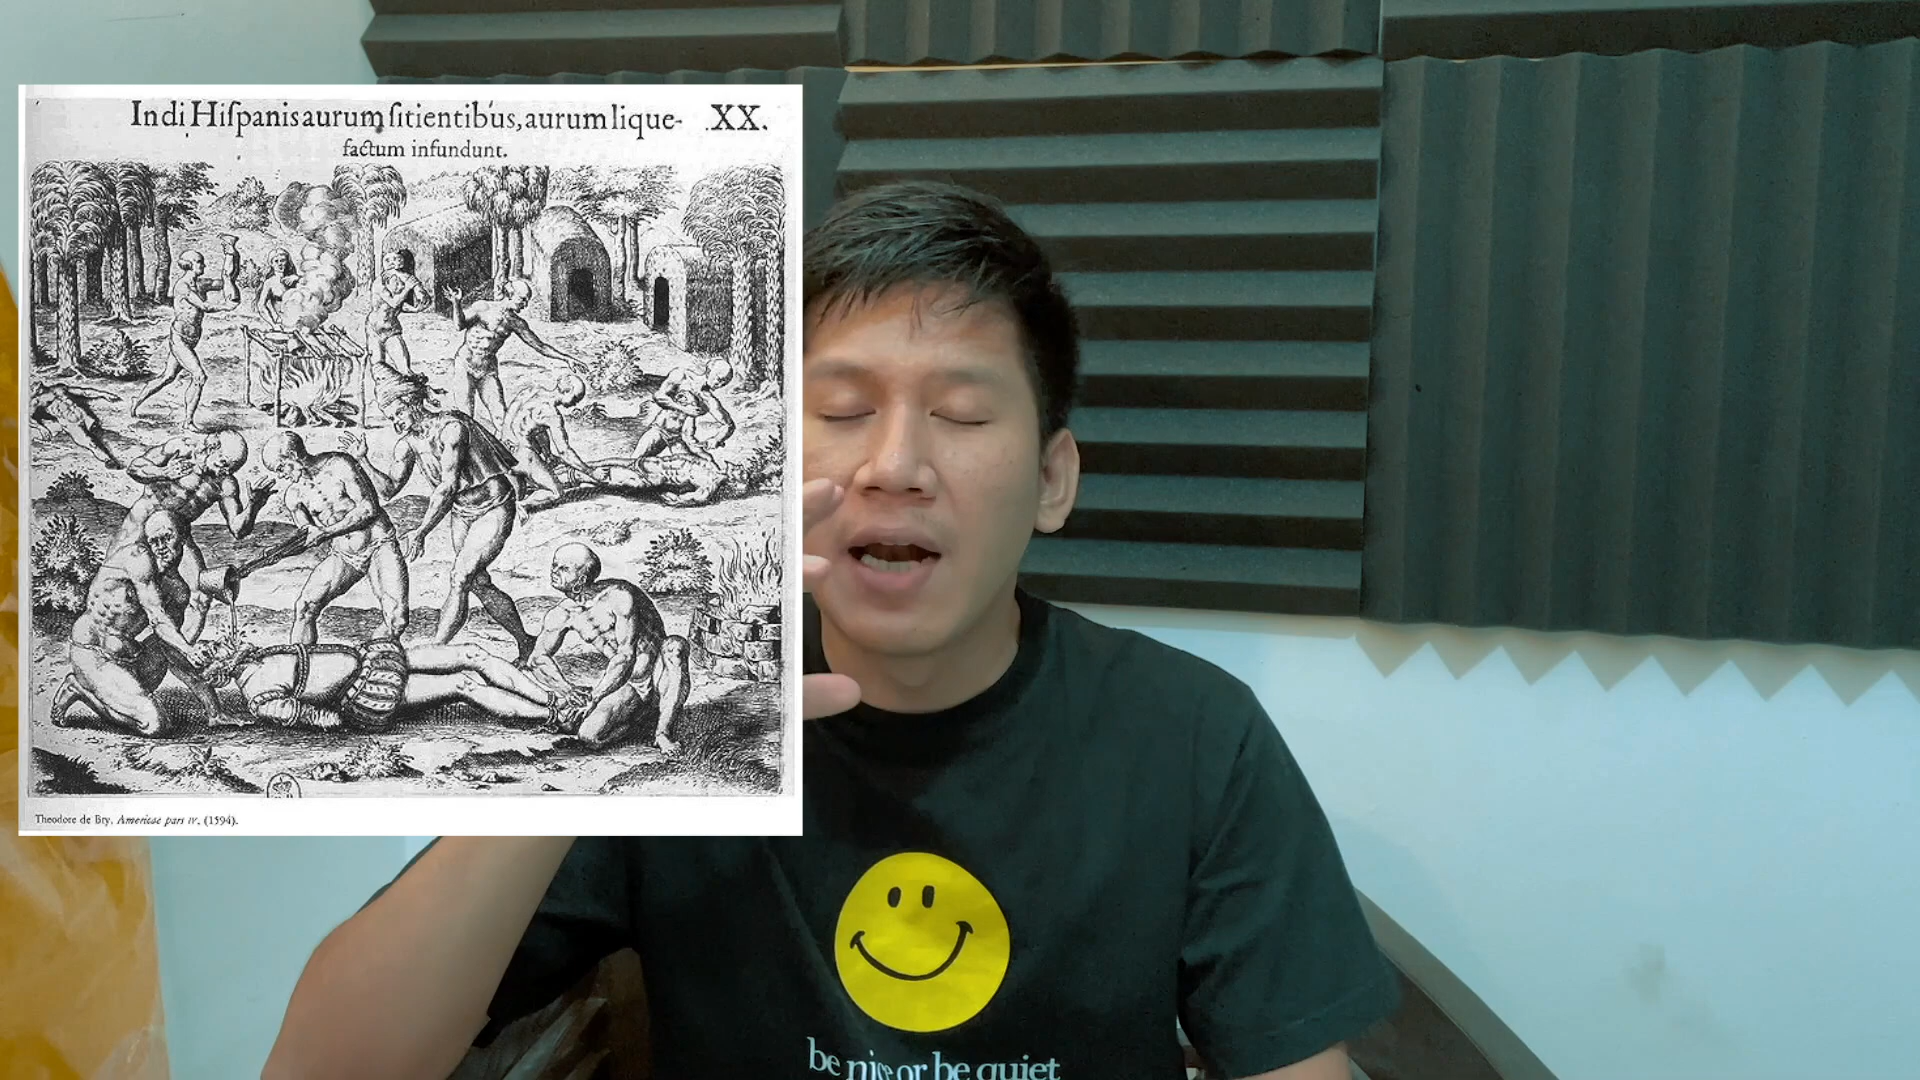 Indi Hiſpanis aurum ſitientibus, aurum lique-
factum infundunt.
XX.
Theodore de Bry, Americae pars IV. (1594).
be nice or be quiet